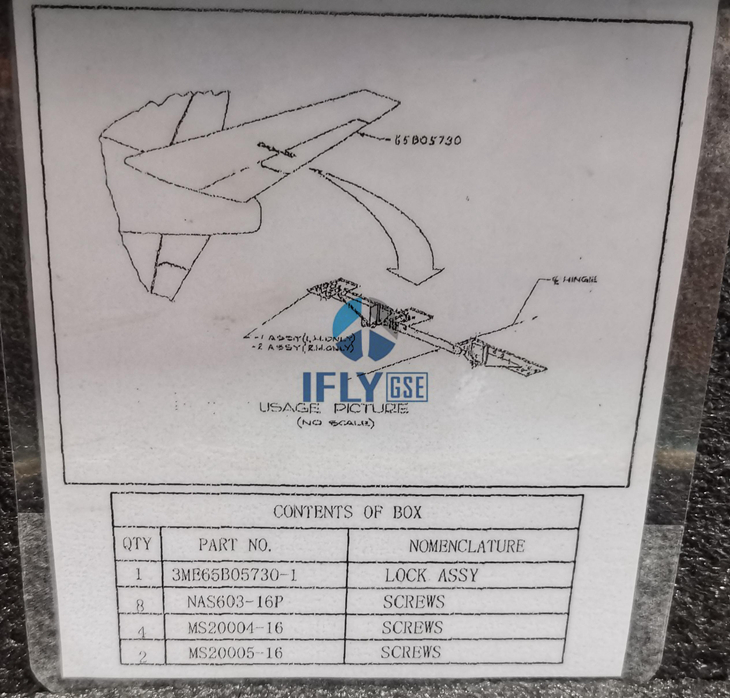 65B05730
℄ HINGE
-1 ASSY (L.H.ONLY)
-2 ASSY (R.H.ONLY)
IFLY GSE
USAGE PICTURE
(NO SCALE)
CONTENTS OF BOX
QTY PART NO. NOMENCLATURE
1 3ME65B05730-1 LOCK ASSY
8 NAS603-16P SCREWS
4 MS20004-16 SCREWS
2 MS20005-16 SCREWS